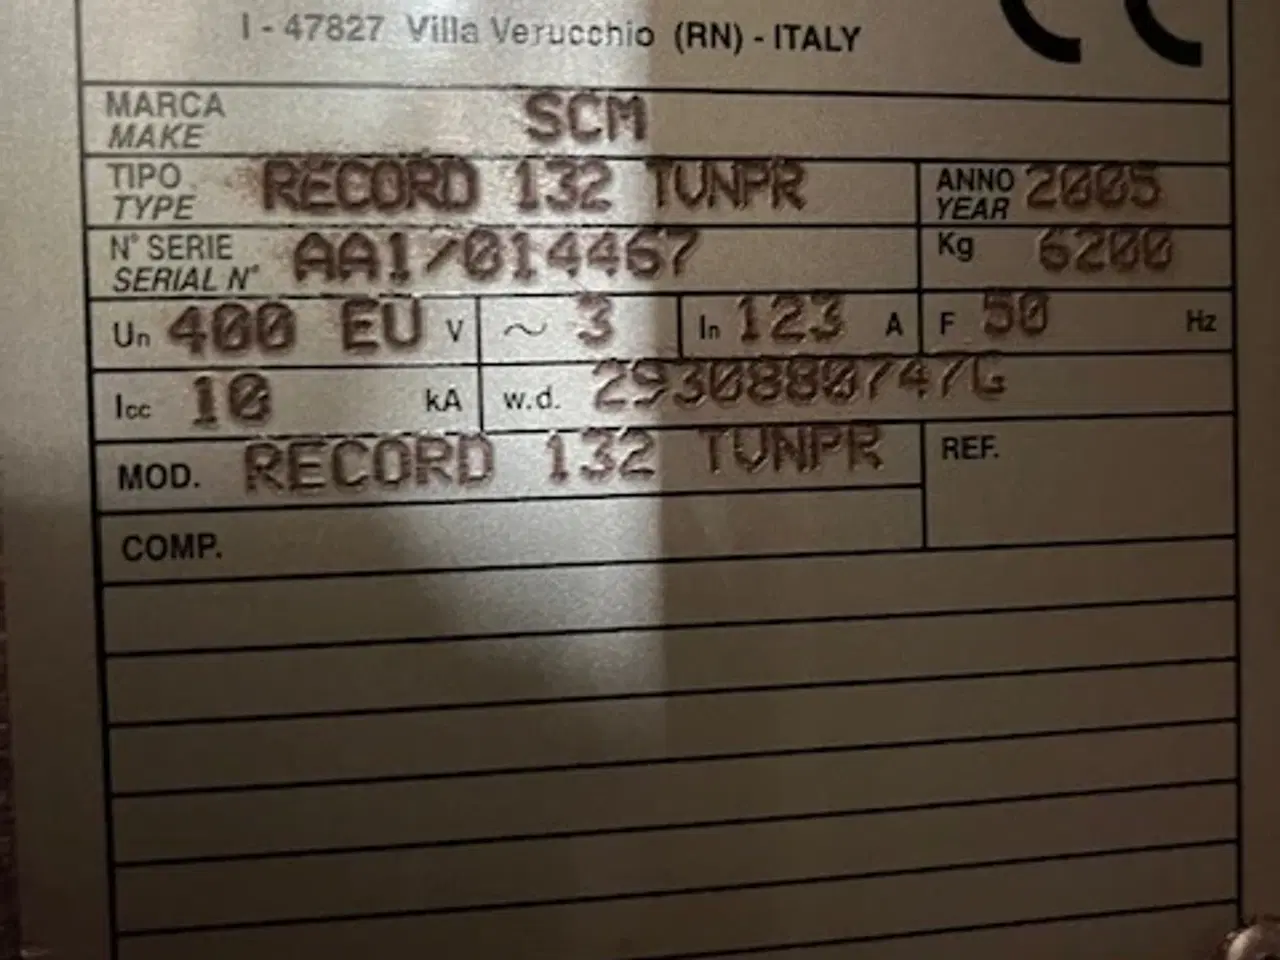 I - 47827 Villa Verucchio (RN) - ITALY
CE
MARCA SCM
MAKE
TIPO RECORD 132 TVNPR ANNO 2005
TYPE YEAR
N° SERIE AA1/014467 Kg 6200
SERIAL N°
Un 400 EU V ~ 3 In 123 A F 50 Hz
Icc 10 kA w.d. 2930880747G
MOD. RECORD 132 TVNPR REF.
COMP.